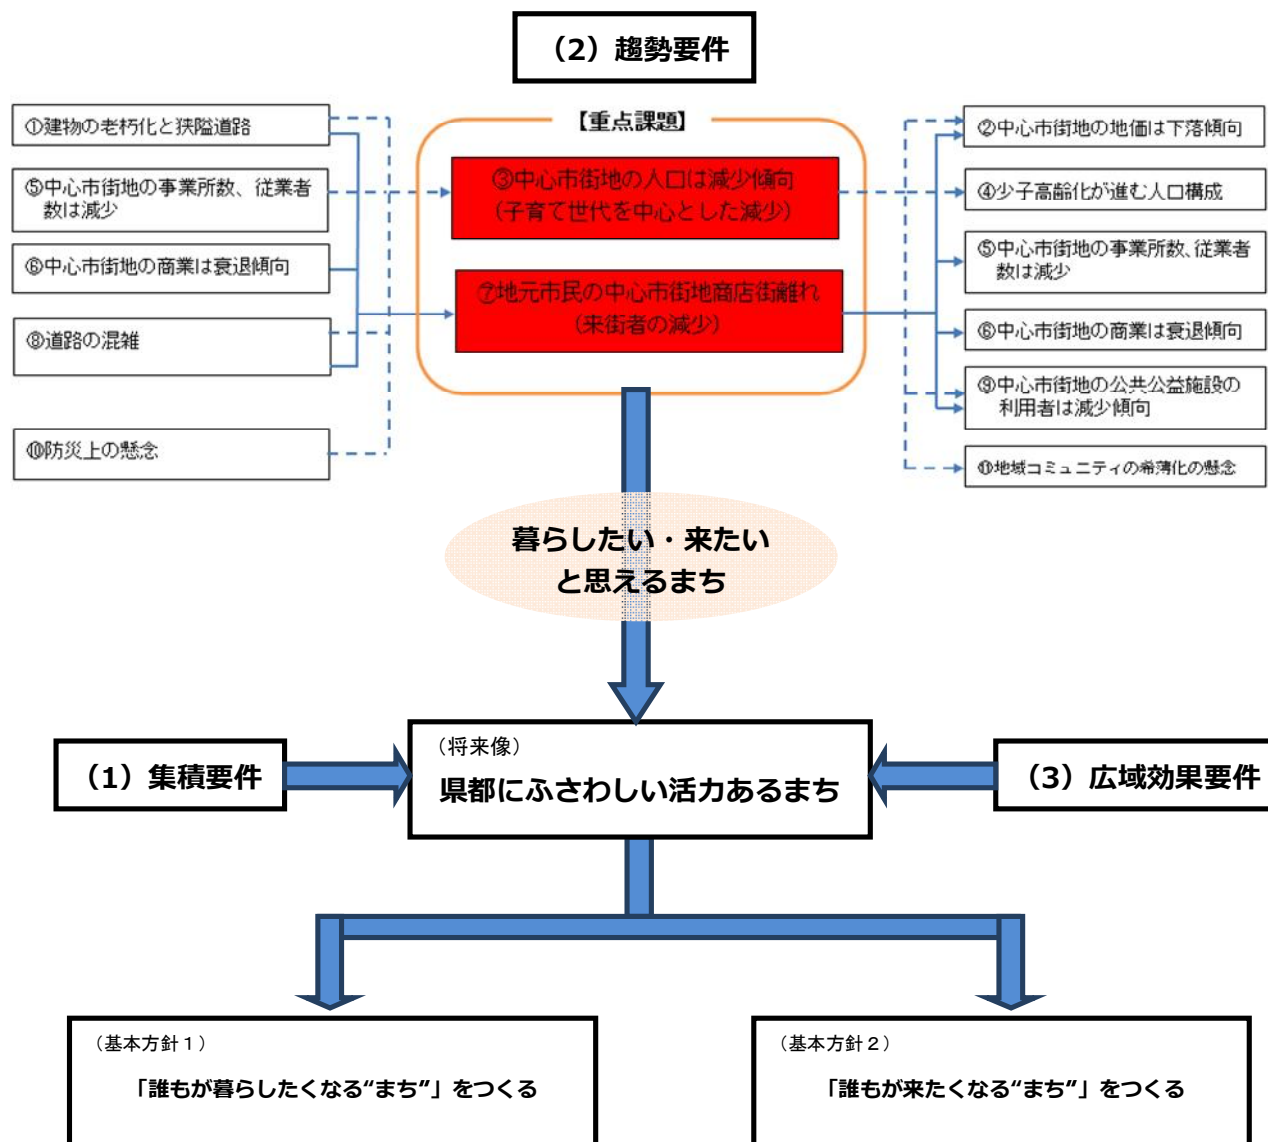 （2）趨勢要件
【重点課題】
①建物の老朽化と狭隘道路
⑤中心市街地の事業所数、従業者
数は減少
⑥中心市街地の商業は衰退傾向
⑧道路の混雑
⑩防災上の懸念
③中心市街地の人口は減少傾向
（子育て世代を中心とした減少）
⑦地元市民の中心市街地商店街離れ
（来街者の減少）
②中心市街地の地価は下落傾向
④少子高齢化が進む人口構成
⑤中心市街地の事業所数、従業者
数は減少
⑥中心市街地の商業は衰退傾向
⑨中心市街地の公共公益施設の
利用者は減少傾向
⑪地域コミュニティの希薄化の懸念
暮らしたい・来たい
と思えるまち
（1）集積要件
（将来像）
県都にふさわしい活力あるまち
（3）広域効果要件
（基本方針１）
「誰もが暮らしたくなる“まち”」をつくる
（基本方針２）
「誰もが来たくなる“まち”」をつくる